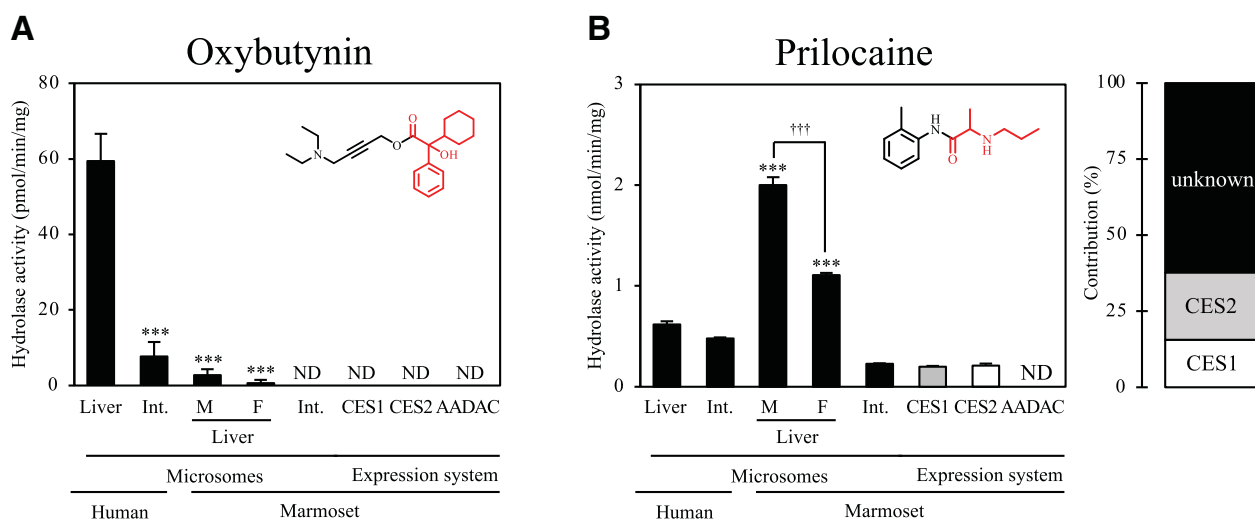 A
Oxybutynin
Hydrolase activity (pmol/min/mg)
80
60
40
20
0
N
O
O
OH
***
***
***
ND
ND
ND
ND
Liver
Int.
M
F
Int.
CES1
CES2
AADAC
Liver
Microsomes
Expression system
Human
Marmoset
B
Prilocaine
Hydrolase activity (nmol/min/mg)
3
2
1
0
H
N
O
N
H
†††
***
***
ND
Liver
Int.
M
F
Int.
CES1
CES2
AADAC
Liver
Microsomes
Expression system
Human
Marmoset
Contribution (%)
100
75
50
25
0
unknown
CES2
CES1